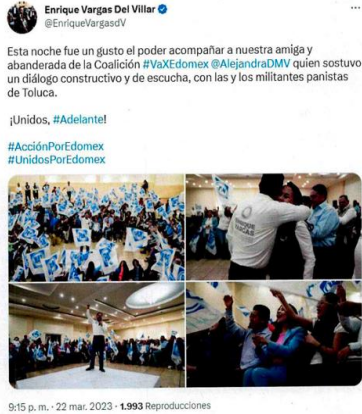 Enrique Vargas Del Villar
@EnriqueVargasdV
Esta noche fue un gusto el poder acompañar a nuestra amiga y
abanderada de la Coalición #VaXEdomex @AlejandraDMV quien sostuvo
un diálogo constructivo y de escucha, con las y los militantes panistas
de Toluca.
¡Unidos, #Adelante!
#AcciónPorEdomex
#UnidosPorEdomex
ENRIQUE
VARGAS
9:15 p. m. · 22 mar. 2023 · 1.993 Reproducciones